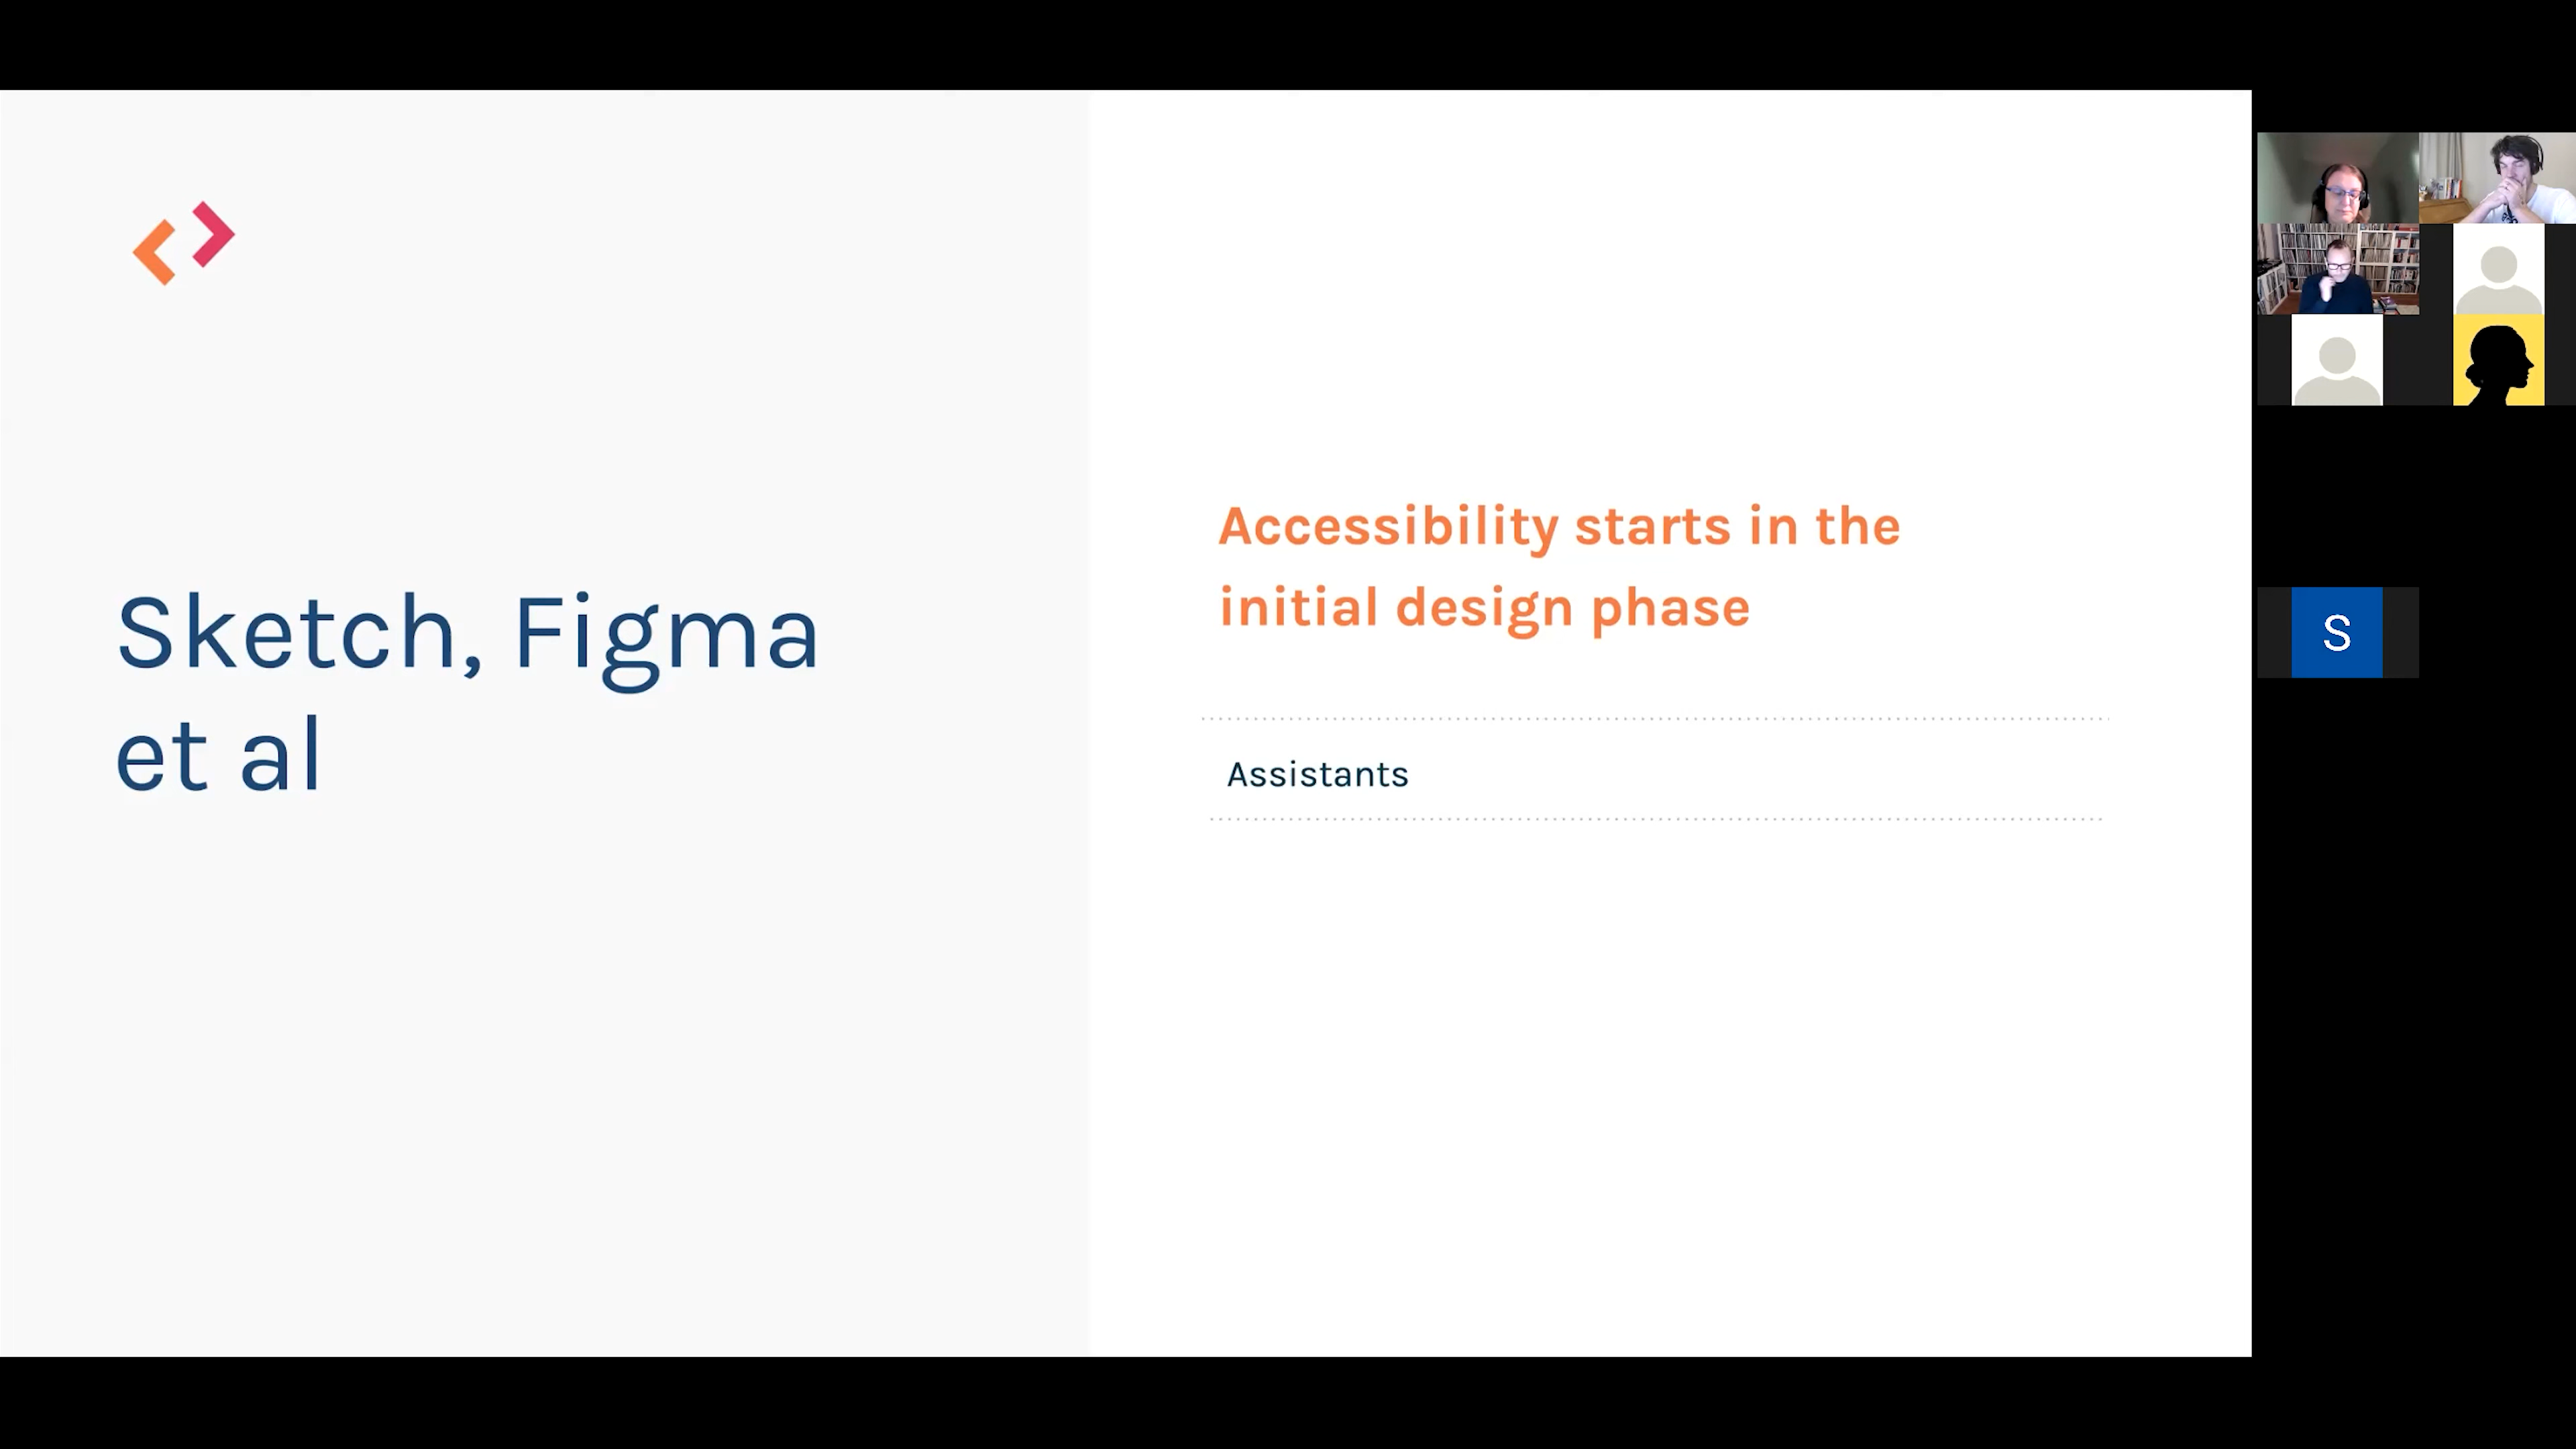 Sketch, Figma
et al
Accessibility starts in the
initial design phase
Assistants
S